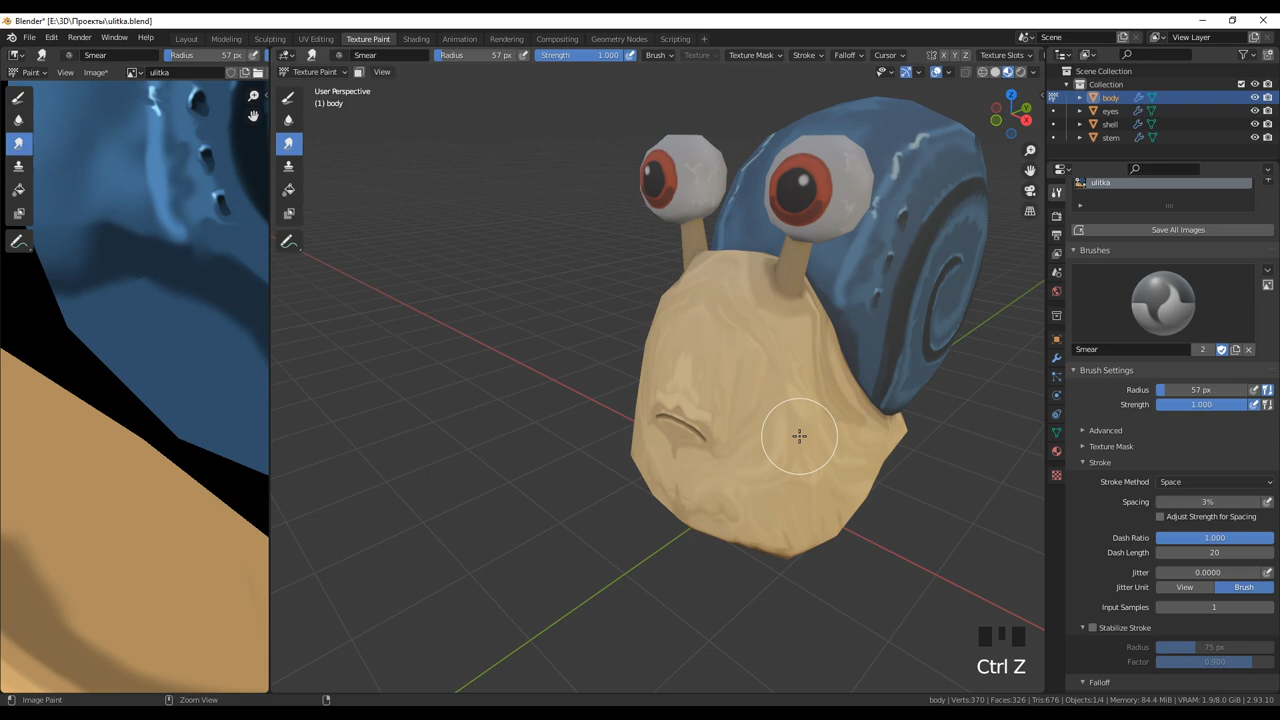 Blender* [E:\3D\Проекты\ulitka.blend]
File Edit Render Window Help Layout Modeling Sculpting UV Editing Texture Paint Shading Animation Rendering Compositing Geometry Nodes Scripting + Scene View Layer
Smear Radius 57 px Smear Radius 57 px Strength 1.000 Brush Texture Texture Mask Stroke Falloff Cursor X Y Z Texture Slots
Paint View Image* ulitka Texture Paint View
Scene Collection
Collection
body
eyes
shell
stem
User Perspective
(1) body
Z
Y
X
ulitka
Save All Images
Brushes
Smear 2
Brush Settings
Radius 57 px
Strength 1.000
Advanced
Texture Mask
Stroke
Stroke Method Space
Spacing 3%
Adjust Strength for Spacing
Dash Ratio 1.000
Dash Length 20
Jitter 0.0000
Jitter Unit View Brush
Input Samples 1
Stabilize Stroke
Radius 75 px
Factor 0.900
Falloff
Ctrl Z
Image Paint Zoom View body | Verts:370 | Faces:326 | Tris:676 | Objects:1/4 | Memory: 84.4 MiB | VRAM: 1.9/8.0 GiB | 2.93.10